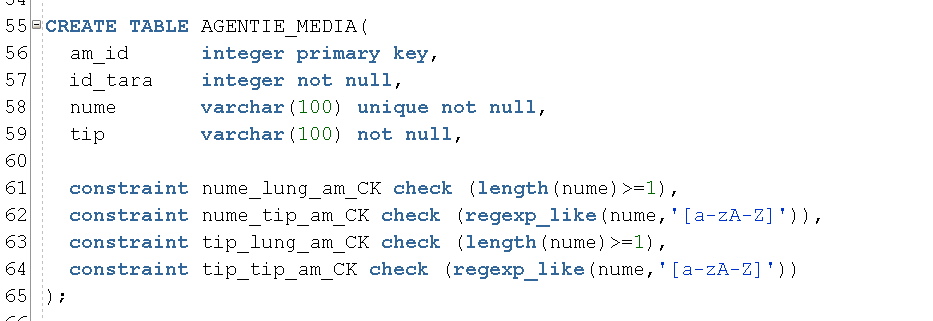 55 CREATE TABLE AGENTIE_MEDIA(
56 am_id integer primary key,
57 id_tara integer not null,
58 nume varchar(100) unique not null,
59 tip varchar(100) not null,
60
61 constraint nume_lung_am_CK check (length(nume)>=1),
62 constraint nume_tip_am_CK check (regexp_like(nume,'[a-zA-Z]')),
63 constraint tip_lung_am_CK check (length(nume)>=1),
64 constraint tip_tip_am_CK check (regexp_like(nume,'[a-zA-Z]'))
65 );